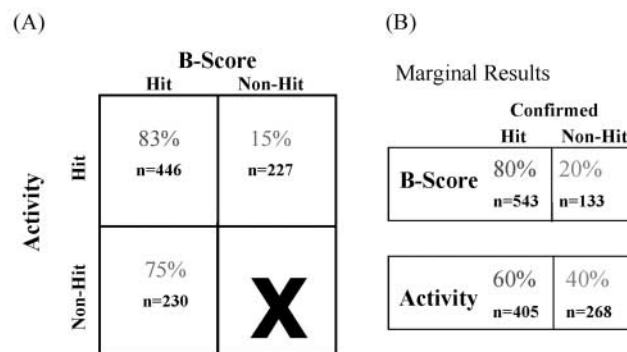 (A)
B-Score
Hit Non-Hit
Activity
Hit
83% 15%
n=446 n=227
Non-Hit
75% X
n=230
(B)
Marginal Results
Confirmed
Hit Non-Hit
B-Score 80% 20%
n=543 n=133
Activity 60% 40%
n=405 n=268